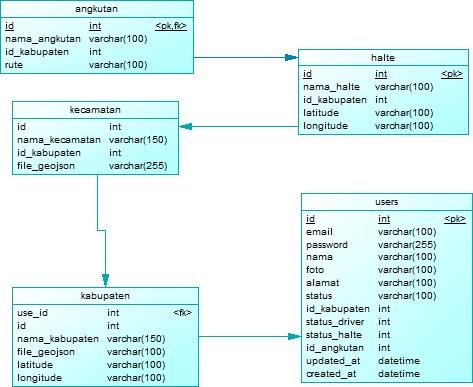 angkutan
id int <pk,fk>
nama_angkutan varchar(100)
id_kabupaten int
rute varchar(100)
halte
id int <pk>
nama_halte varchar(100)
id_kabupaten int
latitude varchar(100)
longitude varchar(100)
kecamatan
id int
nama_kecamatan varchar(150)
id_kabupaten int
file_geojson varchar(255)
users
id int <pk>
email varchar(100)
password varchar(255)
nama varchar(100)
foto varchar(100)
alamat varchar(100)
status varchar(100)
id_kabupaten int
status_driver int
status_halte int
id_angkutan int
updated_at datetime
created_at datetime
kabupaten
use_id int <fk>
id int
nama_kabupaten varchar(150)
file_geojson varchar(100)
latitude varchar(100)
longitude varchar(100)